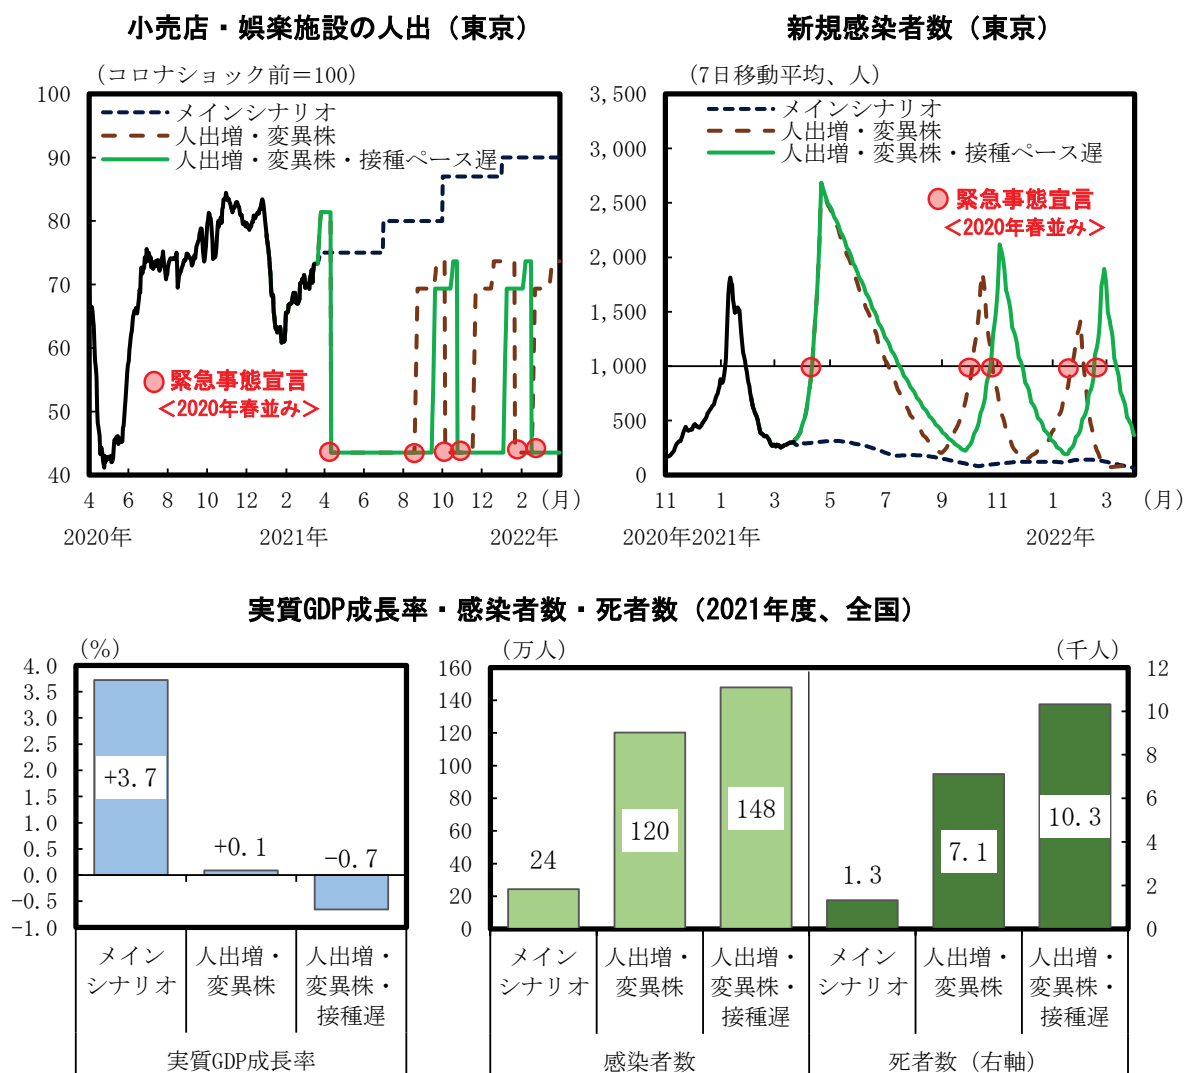 小売店・娯楽施設の人出（東京）
（コロナショック前＝100）
100
90
80
70
60
50
40
メインシナリオ
人出増・変異株
人出増・変異株・接種ペース遅
緊急事態宣言
＜2020年春並み＞
4 6 8 10 12 2 4 6 8 10 12 2 （月）
2020年 2021年 2022年
新規感染者数（東京）
（7日移動平均、人）
3,500
3,000
2,500
2,000
1,500
1,000
500
0
メインシナリオ
人出増・変異株
人出増・変異株・接種ペース遅
緊急事態宣言
＜2020年春並み＞
11 1 3 5 7 9 11 1 3 （月）
2020年2021年 2022年
実質GDP成長率・感染者数・死者数（2021年度、全国）
（％）
4.0
3.5
3.0
2.5
2.0
1.5
1.0
0.5
0.0
-0.5
-1.0
+3.7
+0.1
-0.7
メイン
シナリオ
人出増・
変異株
人出増・
変異株・
接種遅
実質GDP成長率
（万人）
160
140
120
100
80
60
40
20
0
24
120
148
メイン
シナリオ
人出増・
変異株
人出増・
変異株・
接種遅
感染者数
（千人）
12
10
8
6
4
2
0
1.3
7.1
10.3
メイン
シナリオ
人出増・
変異株
人出増・
変異株・
接種遅
死者数（右軸）